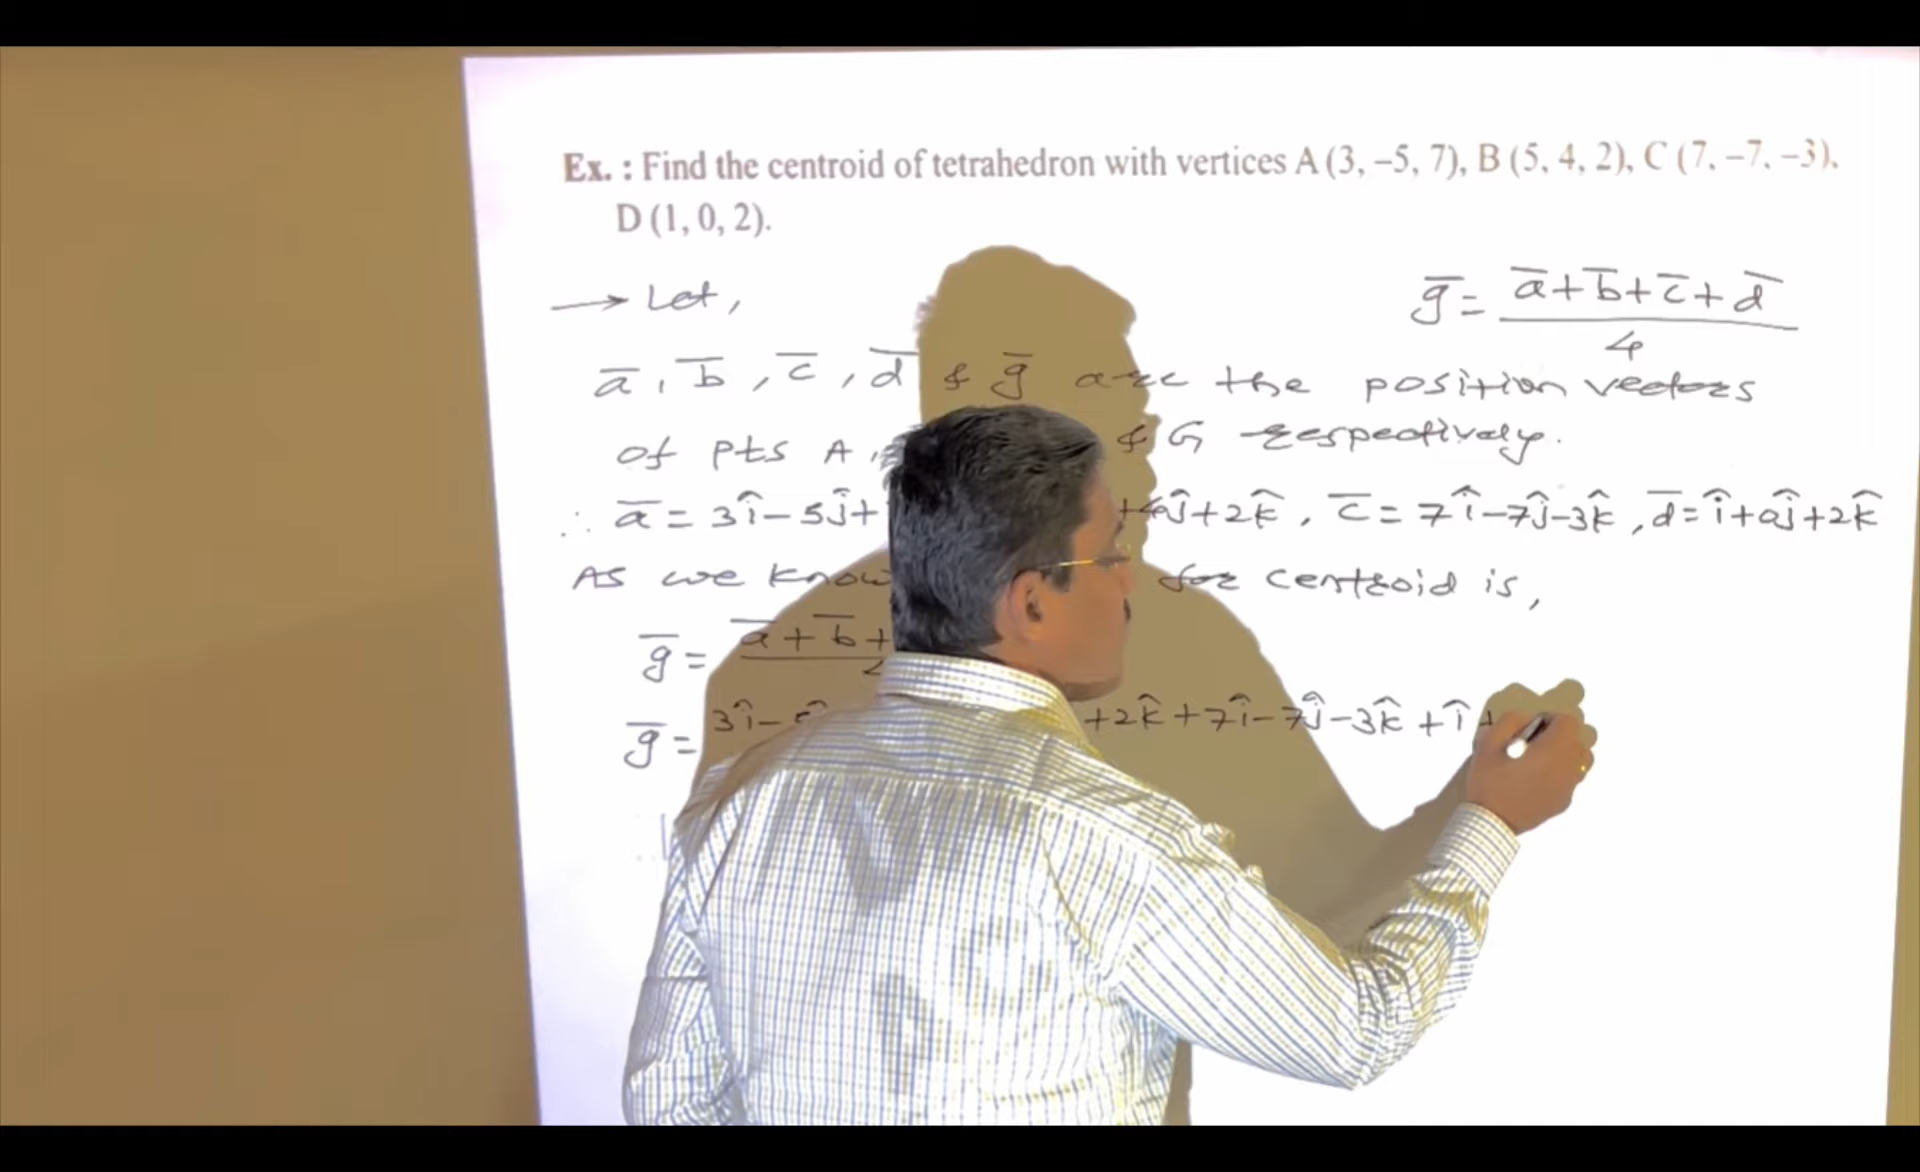 Ex. : Find the centroid of tetrahedron with vertices A (3, –5, 7), B (5, 4, 2), C (7, –7, –3),
D (1, 0, 2).
→ Let,
g̅ = (a̅ + b̅ + c̅ + d̅)/4
a̅, b̅, c̅, d̅ & g̅ are the position vectors
of pts A, & G respectively.
∴ a̅ = 3î – 5ĵ + +4ĵ + 2k̂, c̅ = 7î – 7ĵ – 3k̂, d̅ = î + 0ĵ + 2k̂
As we know for centroid is,
g̅ = a̅ + b̅ +
g̅ = 3î – +2k̂ + 7î – 7ĵ – 3k̂ + î +